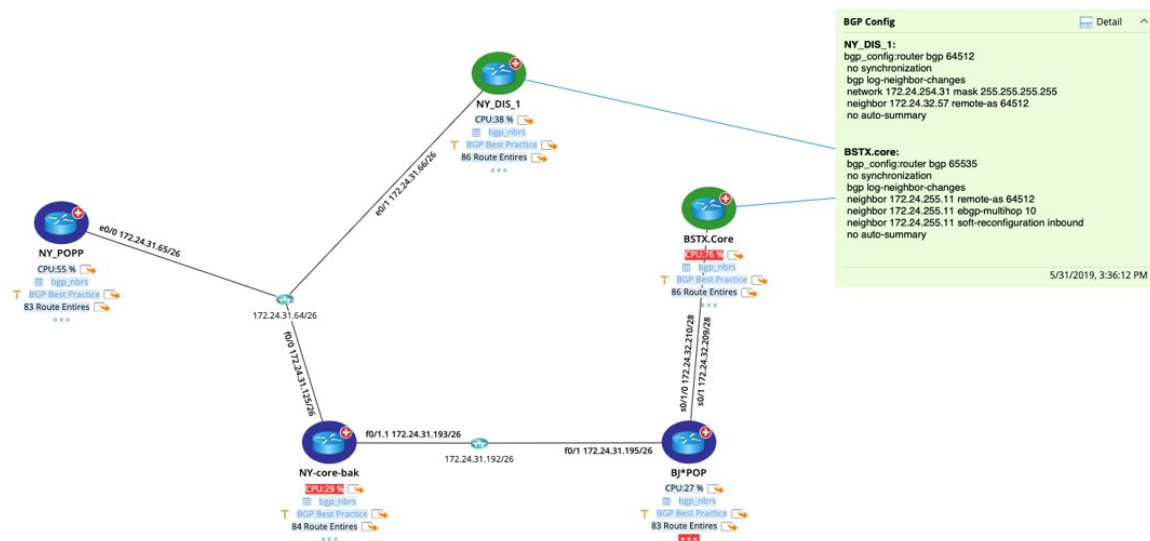 BGP Config
Detail
NY_DIS_1:
bgp_config:router bgp 64512
no synchronization
bgp log-neighbor-changes
network 172.24.254.31 mask 255.255.255.255
neighbor 172.24.32.57 remote-as 64512
no auto-summary
BSTX.core:
bgp_config:router bgp 65535
no synchronization
bgp log-neighbor-changes
neighbor 172.24.255.11 remote-as 64512
neighbor 172.24.255.11 ebgp-multihop 10
neighbor 172.24.255.11 soft-reconfiguration inbound
no auto-summary
5/31/2019, 3:36:12 PM
NY_DIS_1
CPU:38 %
bgp_nbrs
T BGP Best Practice
86 Route Entires
e0/1 172.24.31.66/26
NY_POPP
CPU:55 %
bgp_nbrs
T BGP Best Practice
83 Route Entires
e0/0 172.24.31.65/26
172.24.31.64/26
BSTX.Core
CPU:76 %
bgp_nbrs
T BGP Best Practice
86 Route Entires
s0/1/0 172.24.32.210/28
s0/1 172.24.32.209/28
f0/0 172.24.31.125/26
NY-core-bak
CPU:29 %
bgp_nbrs
T BGP Best Practice
84 Route Entires
f0/1.1 172.24.31.193/26
172.24.31.192/26
f0/1 172.24.31.195/26
BJ*POP
CPU:27 %
bgp_nbrs
T BGP Best Practice
83 Route Entires